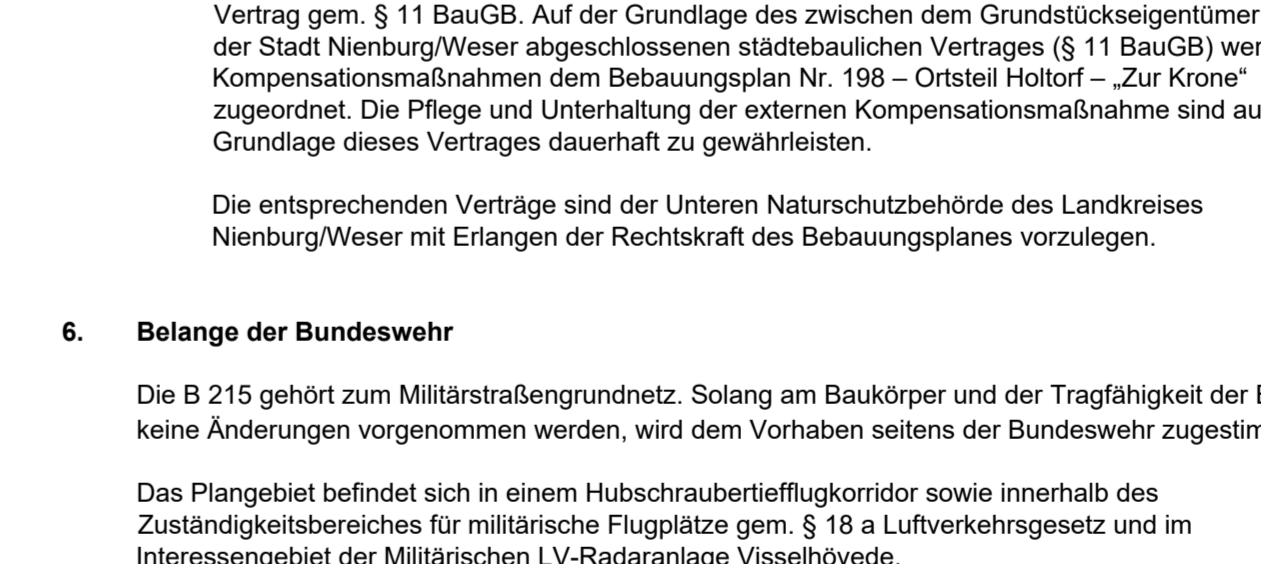 Vertrag gem. § 11 BauGB. Auf der Grundlage des zwischen dem Grundstückseigentümer
der Stadt Nienburg/Weser abgeschlossenen städtebaulichen Vertrages (§ 11 BauGB) wer
Kompensationsmaßnahmen dem Bebauungsplan Nr. 198 – Ortsteil Holtorf – „Zur Krone“
zugeordnet. Die Pflege und Unterhaltung der externen Kompensationsmaßnahme sind au
Grundlage dieses Vertrages dauerhaft zu gewährleisten.
Die entsprechenden Verträge sind der Unteren Naturschutzbehörde des Landkreises
Nienburg/Weser mit Erlangen der Rechtskraft des Bebauungsplanes vorzulegen.
6. Belange der Bundeswehr
Die B 215 gehört zum Militärstraßengrundnetz. Solang am Baukörper und der Tragfähigkeit der
keine Änderungen vorgenommen werden, wird dem Vorhaben seitens der Bundeswehr zugestim
Das Plangebiet befindet sich in einem Hubschraubertiefflugkorridor sowie innerhalb des
Zuständigkeitsbereiches für militärische Flugplätze gem. § 18 a Luftverkehrsgesetz und im
Interessengebiet der Militärischen LV-Radaranlage Visselhövede.